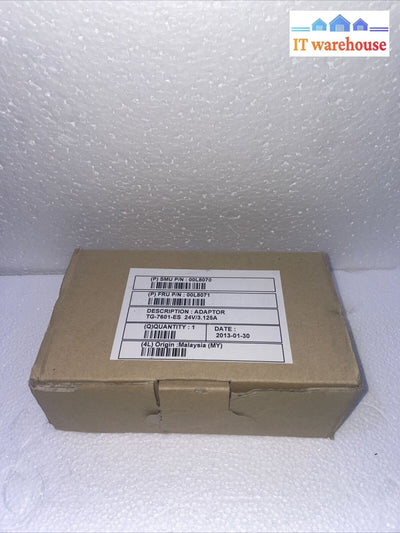 IT warehouse
(P) SMU P/N : 00L8070
(P) FRU P/N : 00L8071
DESCRIPTION : ADAPTOR
TG-7601-ES 24V/3.125A
(Q)QUANTITY : 1
DATE :
2013-01-30
(4L) Origin :Malaysia (MY)